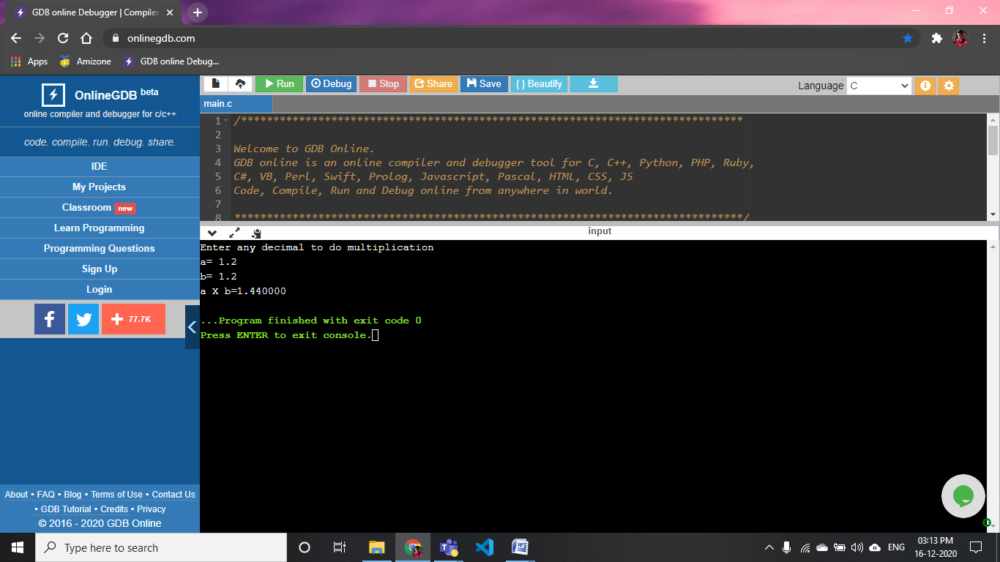 GDB online Debugger | Compiler
onlinegdb.com
Apps
Amizone
GDB online Debug...
OnlineGDB beta
online compiler and debugger for c/c++
code. compile. run. debug. share.
IDE
My Projects
Classroom new
Learn Programming
Programming Questions
Sign Up
Login
f
77.7K
About • FAQ • Blog • Terms of Use • Contact Us
• GDB Tutorial • Credits • Privacy
© 2016 - 2020 GDB Online
Run
Debug
Stop
Share
Save
{ } Beautify
Language C
main.c
1 /******************************************************************************
2
3 Welcome to GDB Online.
4 GDB online is an online compiler and debugger tool for C, C++, Python, PHP, Ruby,
5 C#, VB, Perl, Swift, Prolog, Javascript, Pascal, HTML, CSS, JS
6 Code, Compile, Run and Debug online from anywhere in world.
7
8 *******************************************************************************/
input
Enter any decimal to do multiplication
a= 1.2
b= 1.2
a X b=1.440000
...Program finished with exit code 0
Press ENTER to exit console.
Type here to search
ENG
03:13 PM
16-12-2020